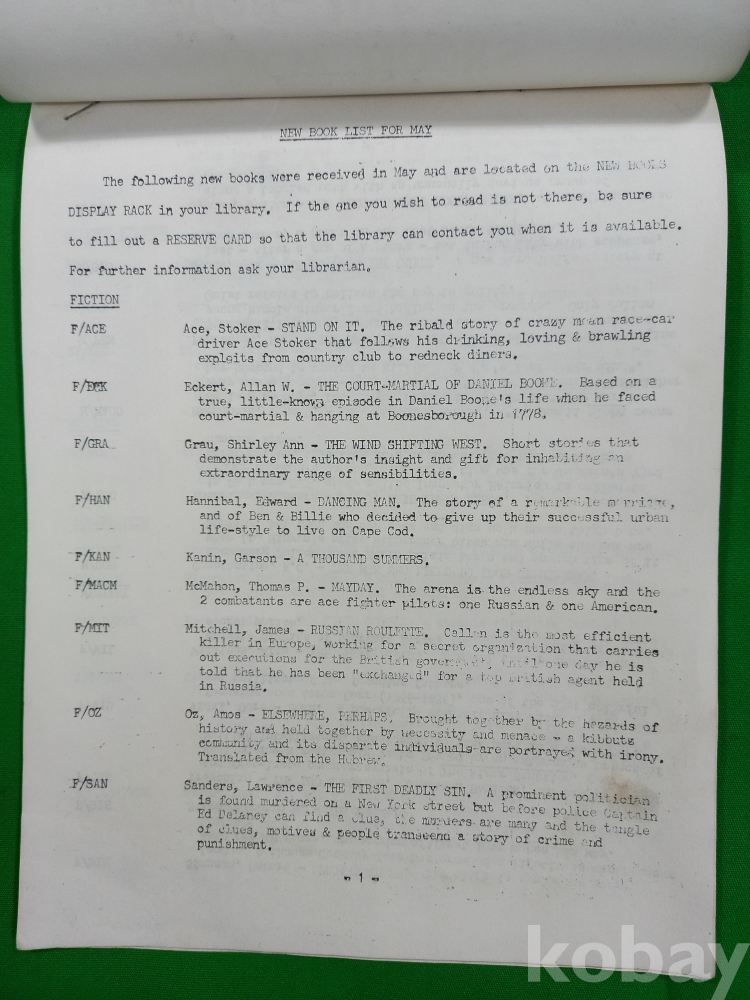 NEW BOOK LIST FOR MAY
The following new books were received in May and are located on the NEW BOOKS
DISPLAY RACK in your library. If the one you wish to read is not there, be sure
to fill out a RESERVE CARD so that the library can contact you when it is available.
For further information ask your librarian.
FICTION
F/ACE Ace, Stoker - STAND ON IT. The ribald story of crazy mean race-car
driver Ace Stoker that follows his drinking, loving & brawling
exploits from country club to redneck diners.
F/ECK Eckert, Allan W. - THE COURT-MARTIAL OF DANIEL BOONE. Based on a
true, little-known episode in Daniel Boone's life when he faced
court-martial & hanging at Boonesborough in 1778.
F/GRA Grau, Shirley Ann - THE WIND SHIFTING WEST. Short stories that
demonstrate the author's insight and gift for inhabiting an
extraordinary range of sensibilities.
F/HAN Hannibal, Edward - DANCING MAN. The story of a remarkable marriage,
and of Ben & Billie who decided to give up their successful urban
life-style to live on Cape Cod.
F/KAN Kanin, Garson - A THOUSAND SUMMERS.
F/MACM McMahon, Thomas P. - MAYDAY. The arena is the endless sky and the
2 combatants are ace fighter pilots: one Russian & one American.
F/MIT Mitchell, James - RUSSIAN ROULETTE. Callan is the most efficient
killer in Europe, working for a secret organization that carries
out executions for the British government, until one day he is
told that he has been "exchanged" for a top British agent held
in Russia.
F/OZ Oz, Amos - ELSEWHERE, PERHAPS. Brought together by the hazards of
history and held together by necessity and menace - a kibbutz
community and its disparate individuals are portrayed with irony.
Translated from the Hebrew.
F/SAN Sanders, Lawrence - THE FIRST DEADLY SIN. A prominent politician
is found murdered on a New York street but before police Captain
Ed Delaney can find a clue, the murders are many and the tangle
of clues, motives & people transcend a story of crime and
punishment.
- 1 -
kobay